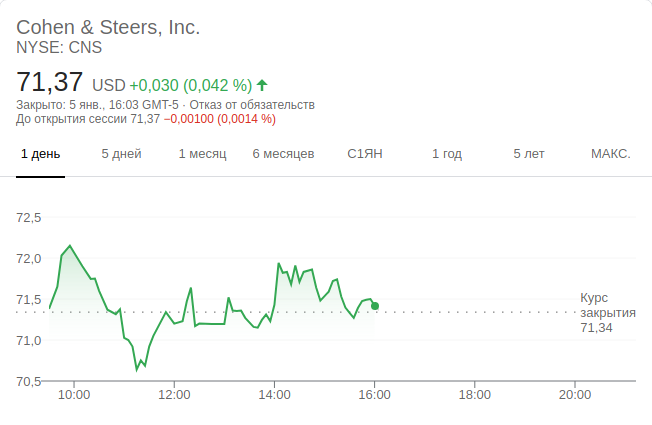 Cohen & Steers, Inc.
NYSE: CNS
71,37 USD +0,030 (0,042 %)
Закрыто: 5 янв., 16:03 GMT-5 · Отказ от обязательств
До открытия сессии 71,37 −0,00100 (0,0014 %)
1 день 5 дней 1 месяц 6 месяцев С1ЯН 1 год 5 лет МАКС.
72,5
72,0
71,5
71,0
70,5
Курс
закрытия
71,34
10:00 12:00 14:00 16:00 18:00 20:00